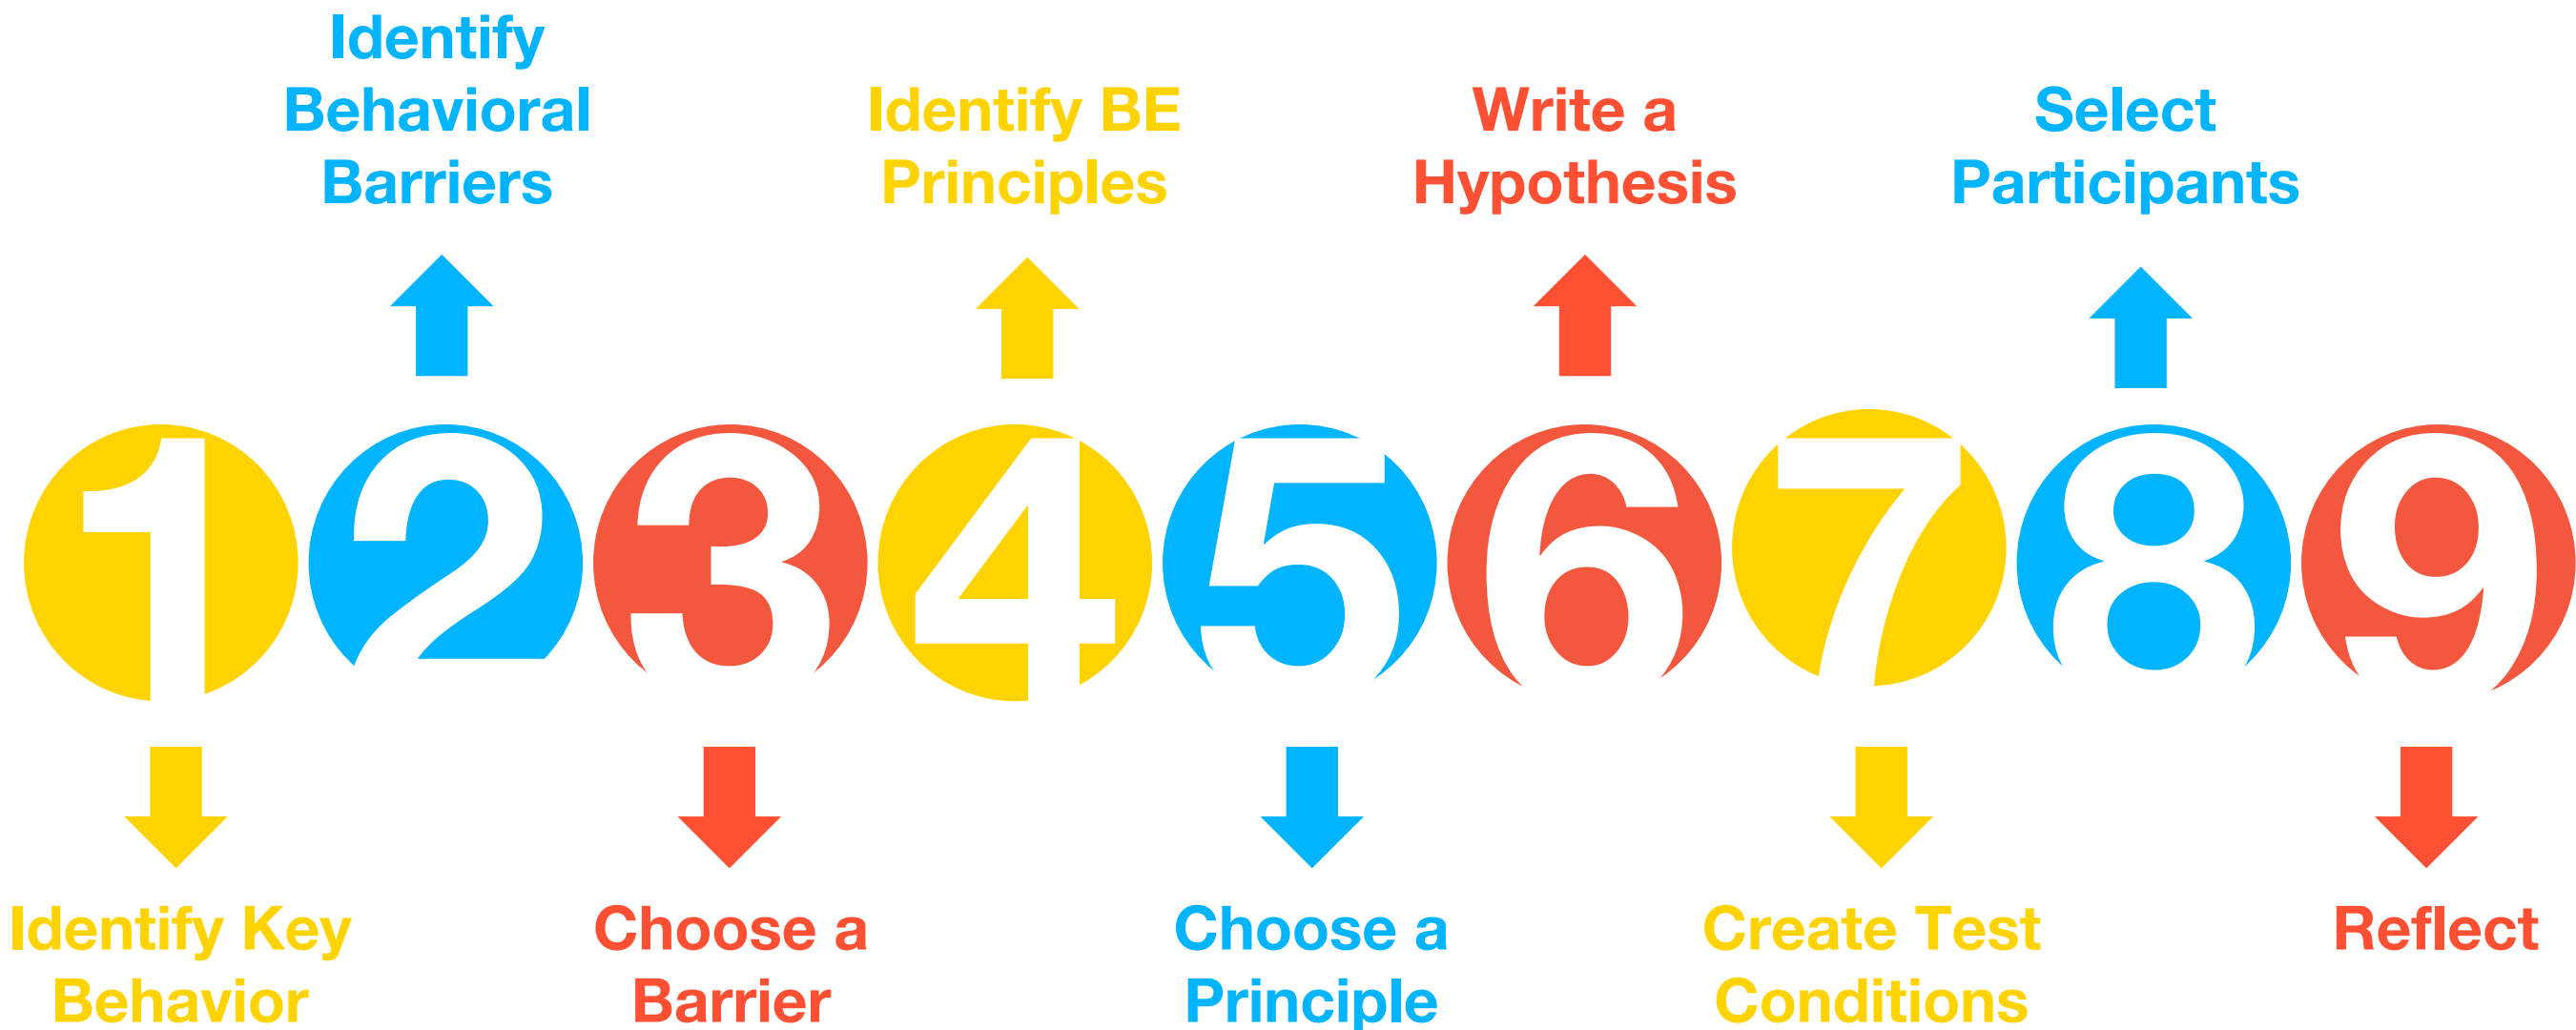 Identify
Behavioral
Barriers
Identify BE
Principles
Write a
Hypothesis
Select
Participants
1
2
3
4
5
6
7
8
9
Identify Key
Behavior
Choose a
Barrier
Choose a
Principle
Create Test
Conditions
Reflect